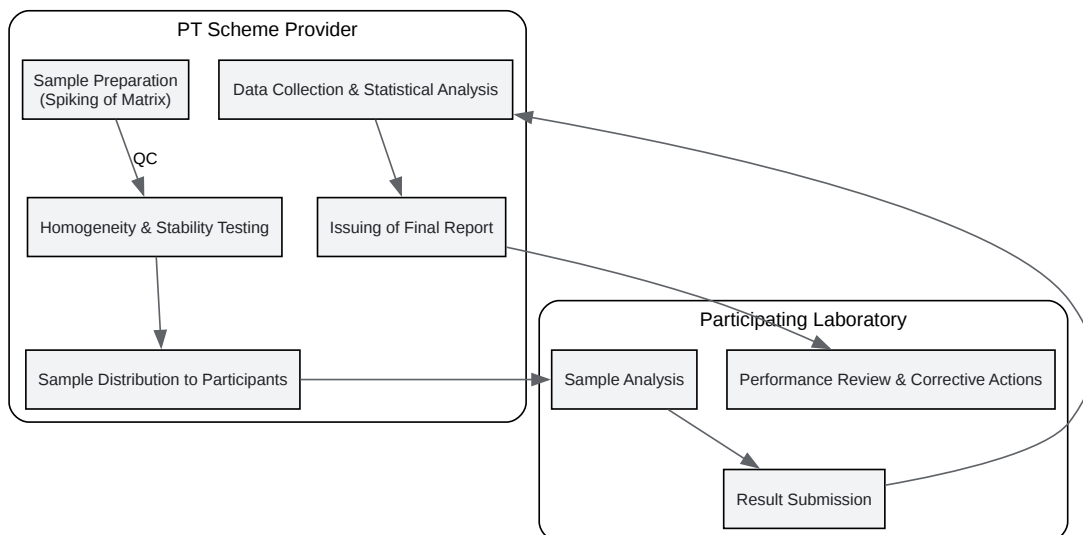 PT Scheme Provider
Sample Preparation
(Spiking of Matrix)
Data Collection & Statistical Analysis
QC
Homogeneity & Stability Testing
Issuing of Final Report
Participating Laboratory
Sample Distribution to Participants
Sample Analysis
Performance Review & Corrective Actions
Result Submission